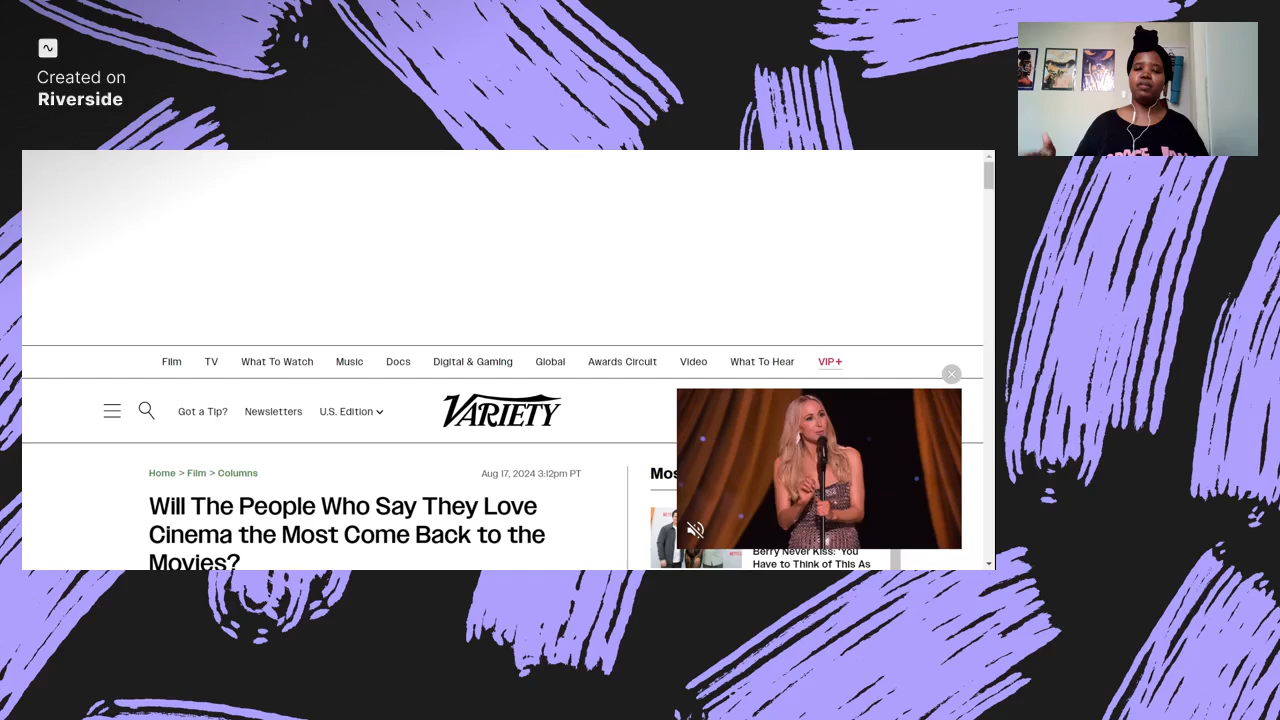 Created on
Riverside
Film TV What To Watch Music Docs Digital & Gaming Global Awards Circuit Video What To Hear VIP+
Got a Tip? Newsletters U.S. Edition
VARIETY
Home > Film > Columns
Aug 17, 2024 3:12pm PT
Will The People Who Say They Love
Cinema the Most Come Back to the
Movies?
Mos
Berry Never Kiss: 'You
Have to Think of This As